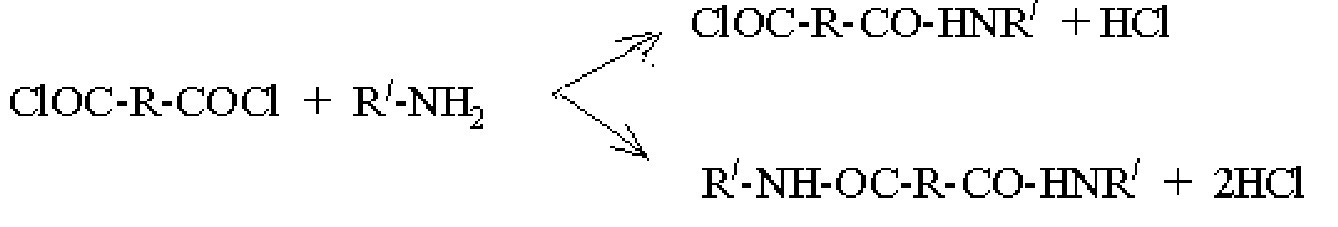 ClOC-R-CO-HNR/ + HCl
ClOC-R-COCl + R/-NH2
R/-NH-OC-R-CO-HNR/ + 2HCl